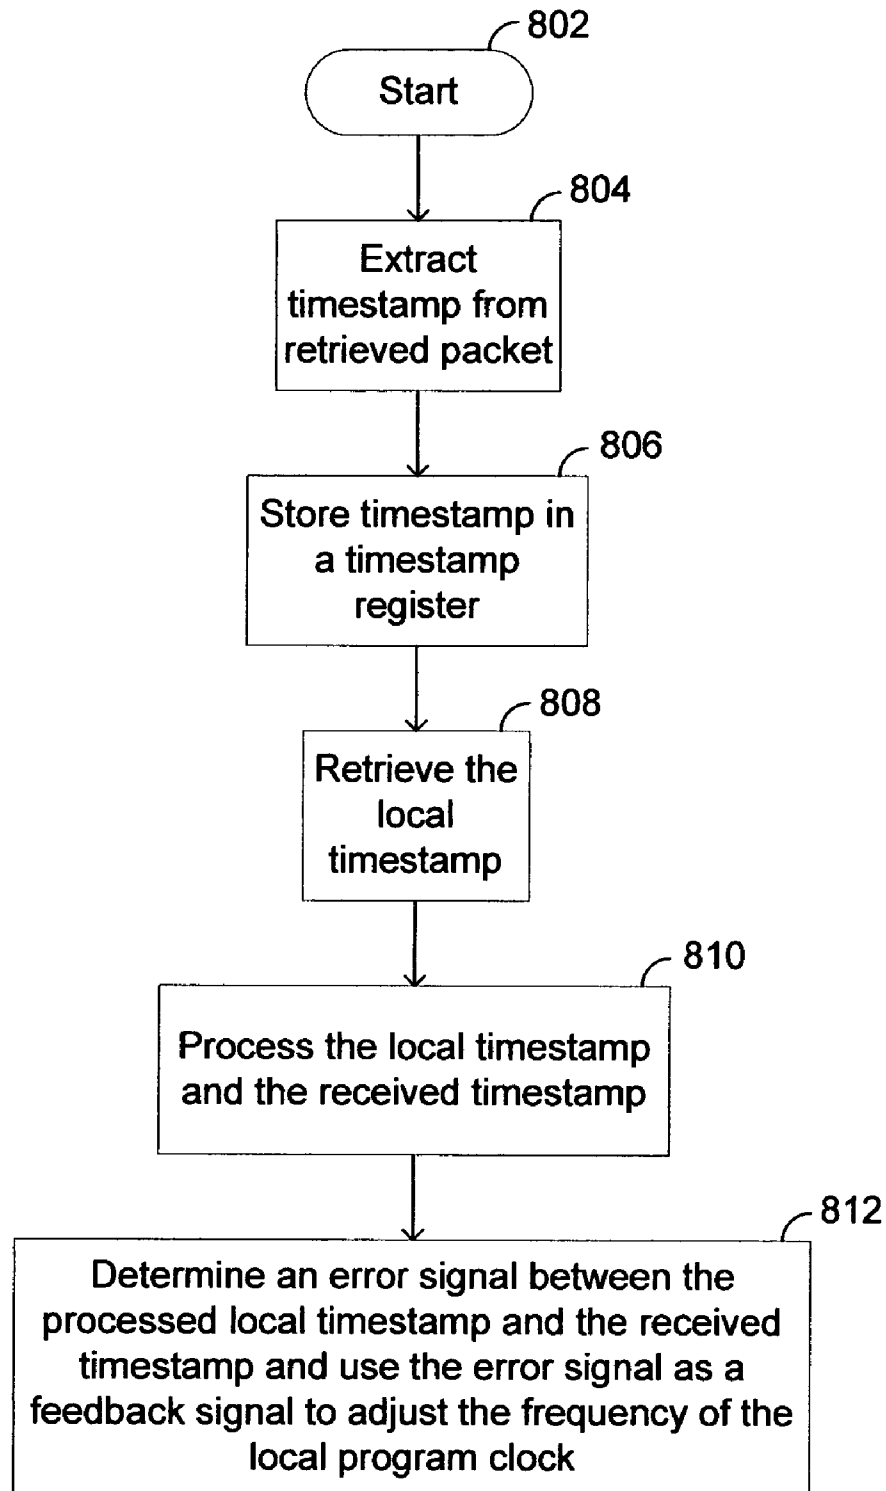 802
Start
804
Extract
timestamp from
retrieved packet
806
Store timestamp in
a timestamp
register
808
Retrieve the
local
timestamp
810
Process the local timestamp
and the received timestamp
812
Determine an error signal between the
processed local timestamp and the received
timestamp and use the error signal as a
feedback signal to adjust the frequency of the
local program clock